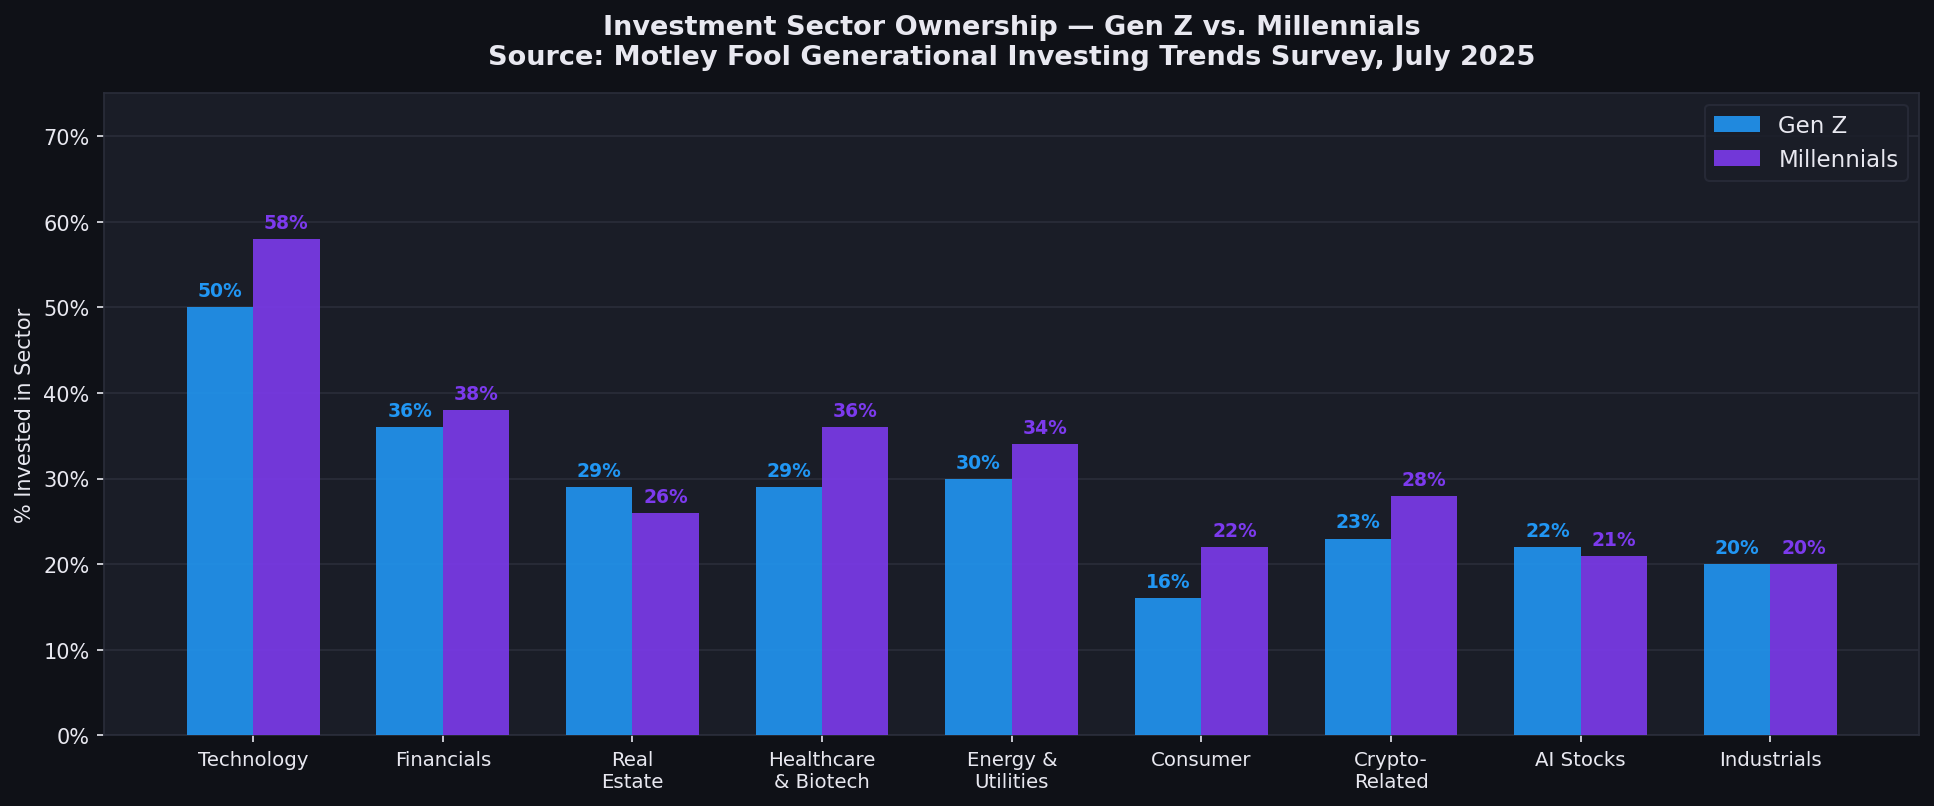 Investment Sector Ownership — Gen Z vs. Millennials
Source: Motley Fool Generational Investing Trends Survey, July 2025
Gen Z
Millennials
% Invested in Sector
70%
60%
50%
40%
30%
20%
10%
0%
50%
58%
36%
38%
29%
26%
29%
36%
30%
34%
16%
22%
23%
28%
22%
21%
20%
20%
Technology
Financials
Real
Estate
Healthcare
& Biotech
Energy &
Utilities
Consumer
Crypto-
Related
AI Stocks
Industrials